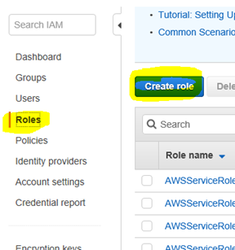 Search IAM
Dashboard
Groups
Users
Roles
Policies
Identity providers
Account settings
Credential report
Encryption keys
Tutorial: Setting Up
Common Scenario
Create role
Dele
Search
Role name
AWSServiceRole
AWSServiceRole
AWSServiceRole